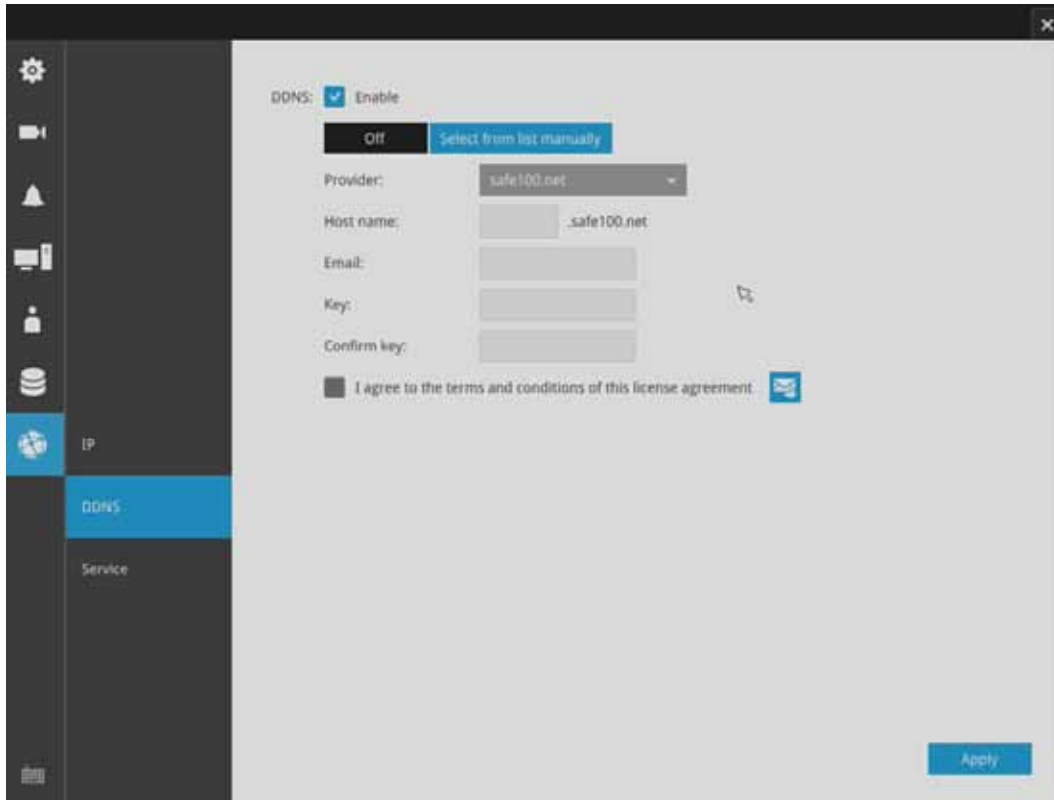 DDNS: Enable
Off Select from list manually
Provider: safe100.net
Host name: .safe100.net
Email:
Key:
Confirm key:
I agree to the terms and conditions of this license agreement
IP
DDNS
Service
Apply